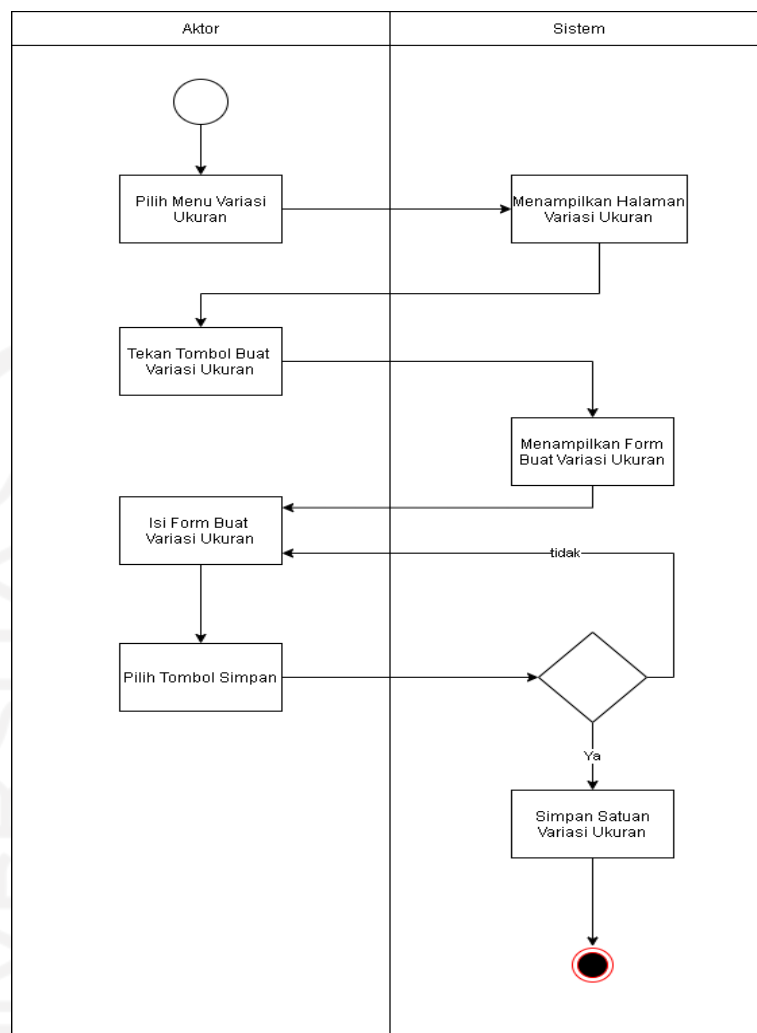 Aktor
Sistem
Pilih Menu Variasi
Ukuran
Menampilkan Halaman
Variasi Ukuran
Tekan Tombol Buat
Variasi Ukuran
Menampilkan Form
Buat Variasi Ukuran
Isi Form Buat
Variasi Ukuran
tidak
Pilih Tombol Simpan
Ya
Simpan Satuan
Variasi Ukuran